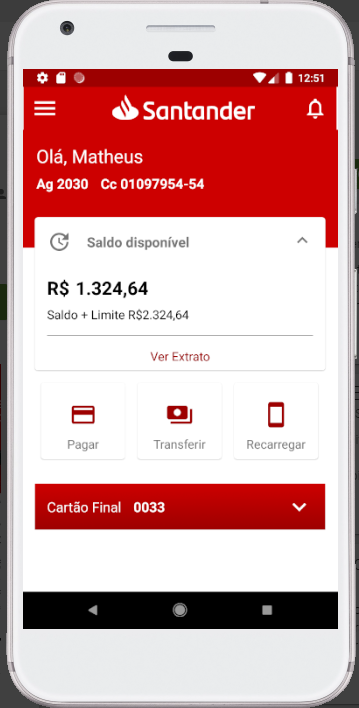 12:51
Santander
Olá, Matheus
Ag 2030 Cc 01097954-54
Saldo disponível
R$ 1.324,64
Saldo + Limite R$2.324,64
Ver Extrato
Pagar Transferir Recarregar
Cartão Final 0033